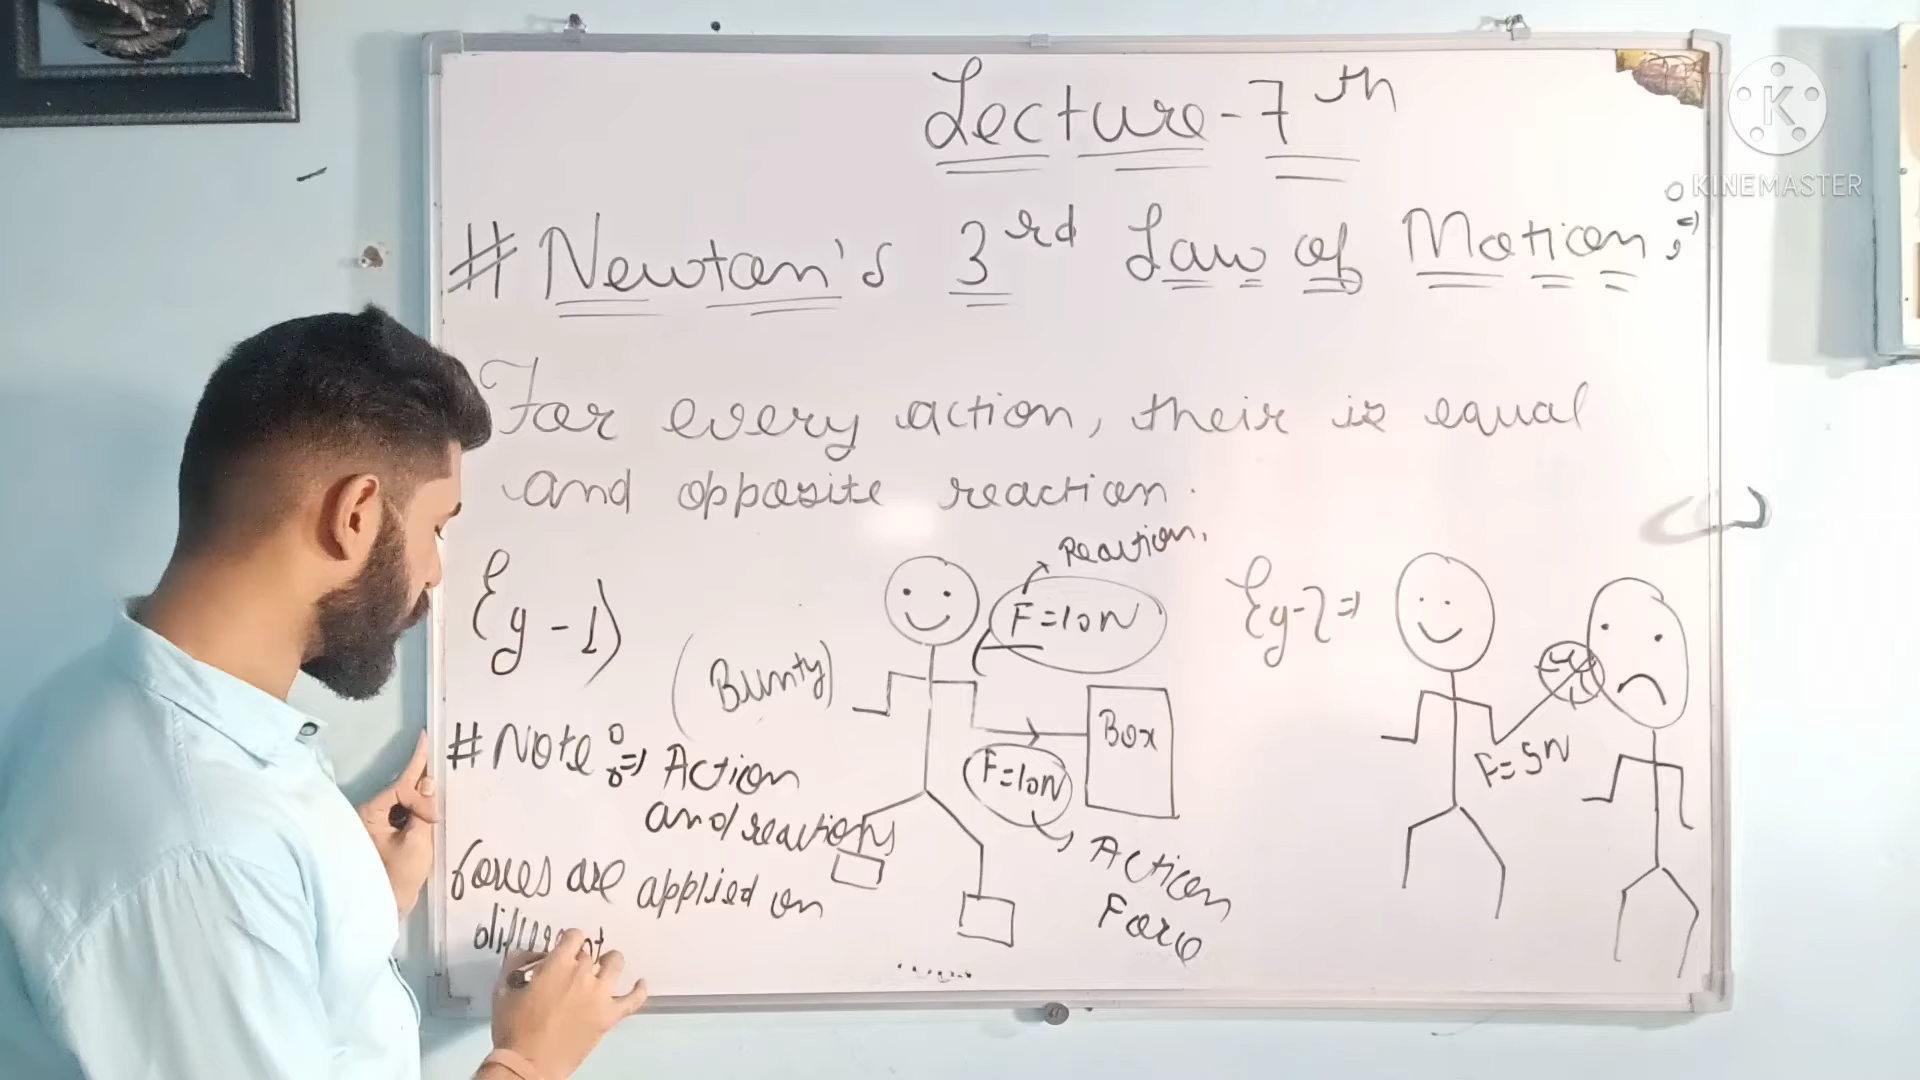 Lecture-7th
KINEMASTER
# Newton's 3rd Law of Motion:
For every action, their is equal
and opposite reaction.
Reaction.
Eg-1)
F=10N
Eg-2⇒
(Bunty)
Box
# Note:⇒ Action
F=10N
F=5N
and reactions
Action
Force
forces are applied on
different